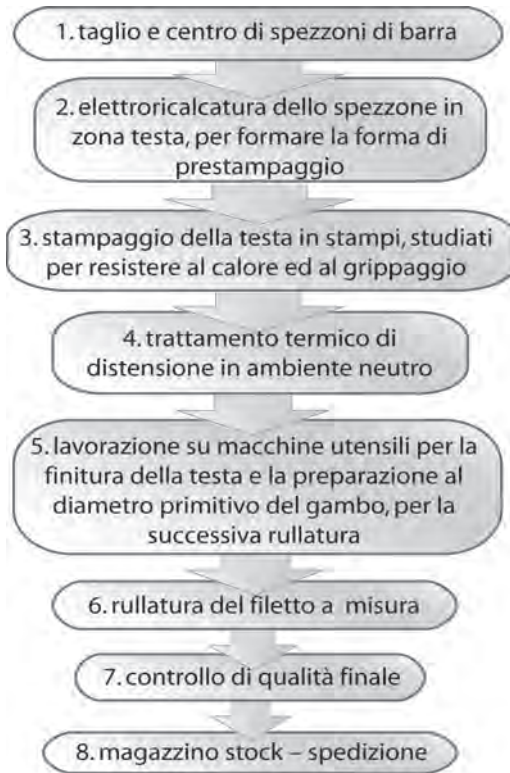 1. taglio e centro di spezzoni di barra
2. elettroricalcatura dello spezzone in
zona testa, per formare la forma di
prestampaggio
3. stampaggio della testa in stampi, studiati
per resistere al calore ed al grippaggio
4. trattamento termico di
distensione in ambiente neutro
5. lavorazione su macchine utensili per la
finitura della testa e la preparazione al
diametro primitivo del gambo, per la
successiva rullatura
6. rullatura del filetto a misura
7. controllo di qualità finale
8. magazzino stock – spedizione